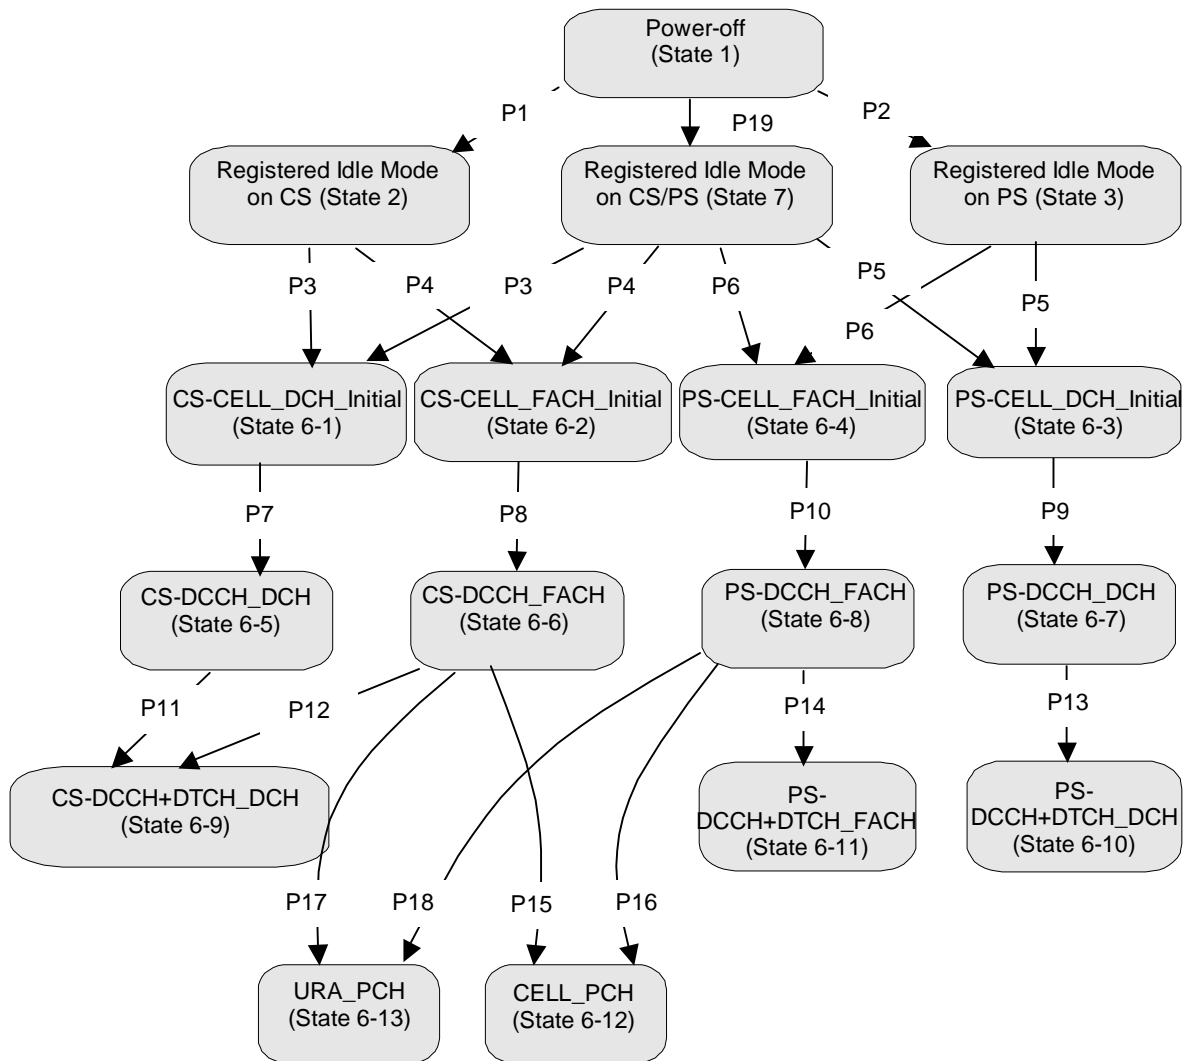 Power-off
(State 1)
P1
P19
P2
Registered Idle Mode
on CS (State 2)
Registered Idle Mode
on CS/PS (State 7)
Registered Idle Mode
on PS (State 3)
P3
P4
P3
P4
P6
P5
P6
P5
CS-CELL_DCH_Initial
(State 6-1)
CS-CELL_FACH_Initial
(State 6-2)
PS-CELL_FACH_Initial
(State 6-4)
PS-CELL_DCH_Initial
(State 6-3)
P7
P8
P10
P9
CS-DCCH_DCH
(State 6-5)
CS-DCCH_FACH
(State 6-6)
PS-DCCH_FACH
(State 6-8)
PS-DCCH_DCH
(State 6-7)
P11
P12
P14
P13
CS-DCCH+DTCH_DCH
(State 6-9)
PS-
DCCH+DTCH_FACH
(State 6-11)
PS-
DCCH+DTCH_DCH
(State 6-10)
P17
P18
P15
P16
URA_PCH
(State 6-13)
CELL_PCH
(State 6-12)